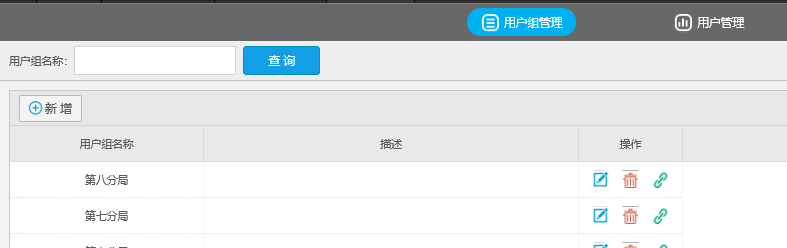 用户组管理 用户管理
用户组名称: 查询
新增
用户组名称 描述 操作
第八分局
第七分局